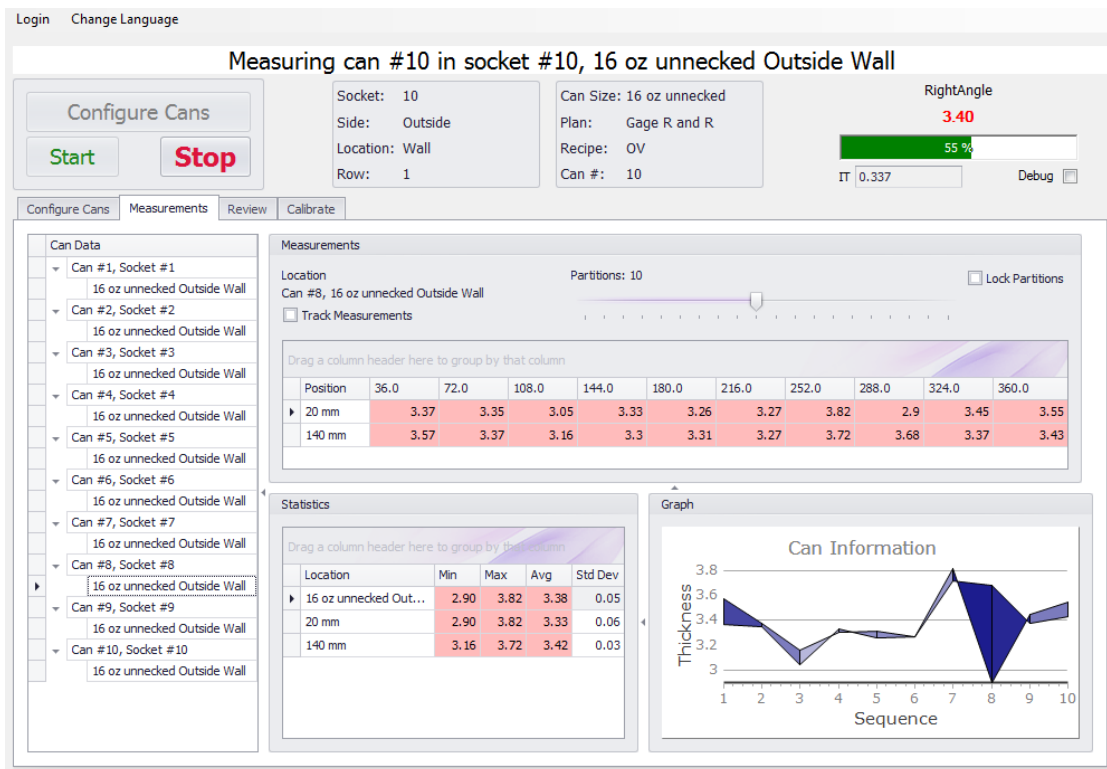 Login Change Language
Measuring can #10 in socket #10, 16 oz unnecked Outside Wall
Configure Cans
Start Stop
Socket: 10
Side: Outside
Location: Wall
Row: 1
Can Size: 16 oz unnecked
Plan: Gage R and R
Recipe: OV
Can #: 10
RightAngle
3.40
55 %
IT 0.337 Debug
Configure Cans Measurements Review Calibrate
Can Data
Can #1, Socket #1
16 oz unnecked Outside Wall
Can #2, Socket #2
16 oz unnecked Outside Wall
Can #3, Socket #3
16 oz unnecked Outside Wall
Can #4, Socket #4
16 oz unnecked Outside Wall
Can #5, Socket #5
16 oz unnecked Outside Wall
Can #6, Socket #6
16 oz unnecked Outside Wall
Can #7, Socket #7
16 oz unnecked Outside Wall
Can #8, Socket #8
16 oz unnecked Outside Wall
Can #9, Socket #9
16 oz unnecked Outside Wall
Can #10, Socket #10
16 oz unnecked Outside Wall
Measurements
Location
Can #8, 16 oz unnecked Outside Wall
Track Measurements
Partitions: 10
Lock Partitions
Drag a column header here to group by that column
Position 36.0 72.0 108.0 144.0 180.0 216.0 252.0 288.0 324.0 360.0
20 mm 3.37 3.35 3.05 3.33 3.26 3.27 3.82 2.9 3.45 3.55
140 mm 3.57 3.37 3.16 3.3 3.31 3.27 3.72 3.68 3.37 3.43
Statistics
Drag a column header here to group by that column
Location Min Max Avg Std Dev
16 oz unnecked Out... 2.90 3.82 3.38 0.05
20 mm 2.90 3.82 3.33 0.06
140 mm 3.16 3.72 3.42 0.03
Graph
Can Information
Thickness
3.8
3.6
3.4
3.2
3
1 2 3 4 5 6 7 8 9 10
Sequence